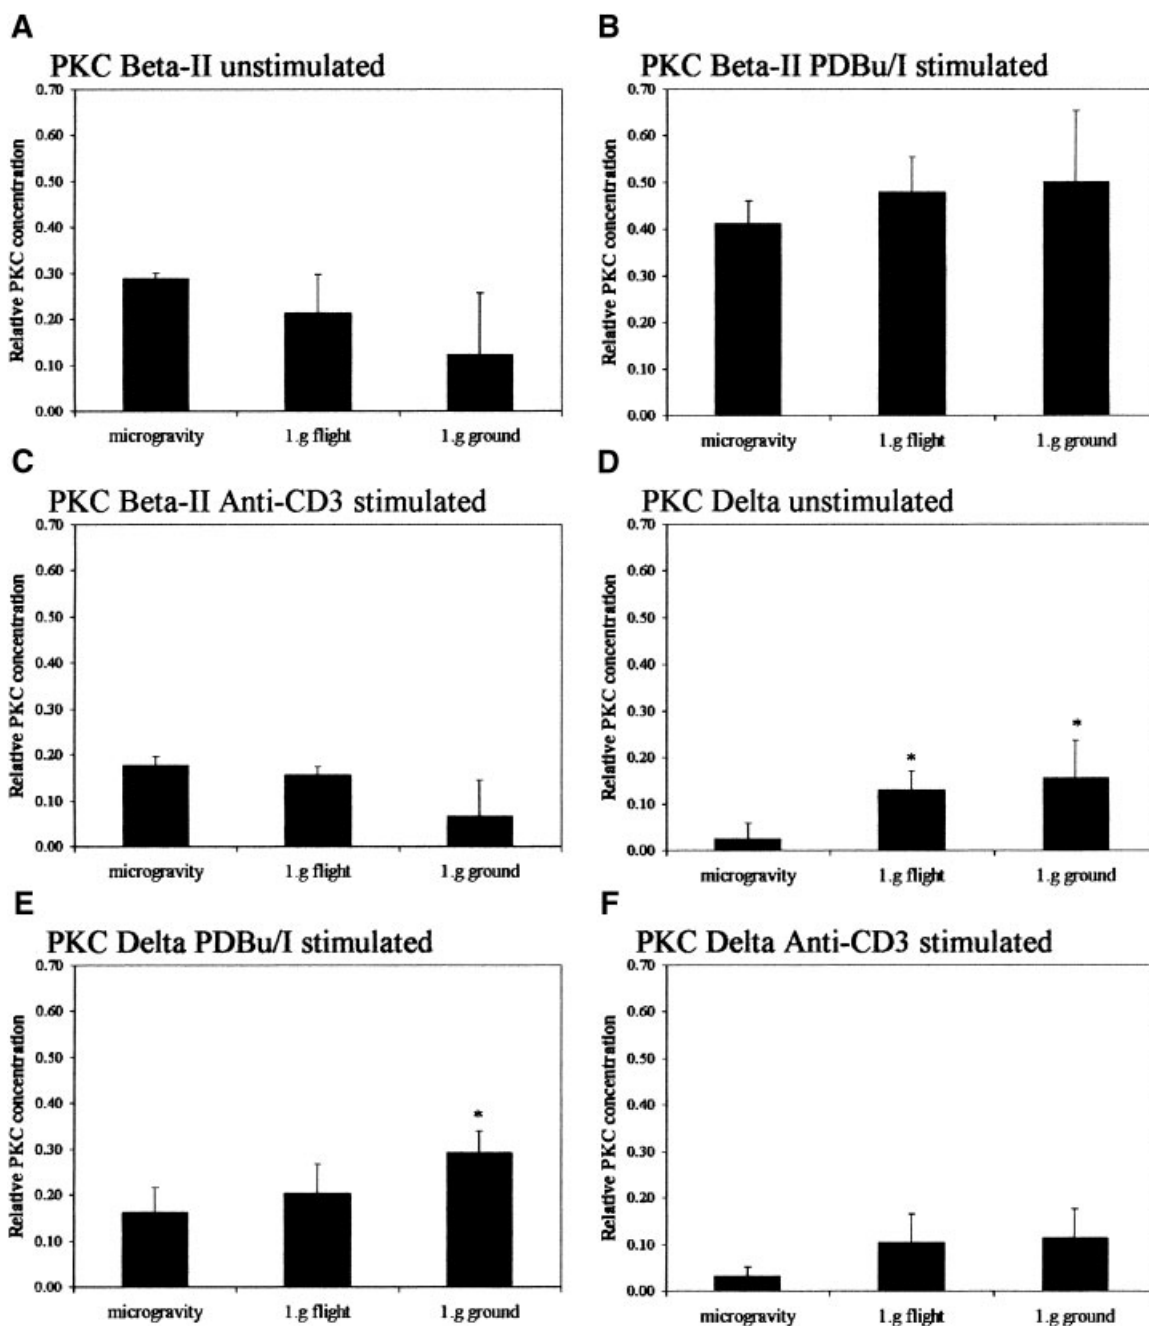 A
PKC Beta-II unstimulated
Relative PKC concentration
0.70
0.60
0.50
0.40
0.30
0.20
0.10
0.00
microgravity 1.g flight 1.g ground
B
PKC Beta-II PDBu/I stimulated
Relative PKC concentration
0.70
0.60
0.50
0.40
0.30
0.20
0.10
0.00
microgravity 1.g flight 1.g ground
C
PKC Beta-II Anti-CD3 stimulated
Relative PKC concentration
0.70
0.60
0.50
0.40
0.30
0.20
0.10
0.00
microgravity 1.g flight 1.g ground
D
PKC Delta unstimulated
Relative PKC concentration
0.70
0.60
0.50
0.40
0.30
0.20
0.10
0.00
*
*
microgravity 1.g flight 1.g ground
E
PKC Delta PDBu/I stimulated
Relative PKC concentration
0.70
0.60
0.50
0.40
0.30
0.20
0.10
0.00
*
microgravity 1.g flight 1.g ground
F
PKC Delta Anti-CD3 stimulated
Relative PKC concentration
0.70
0.60
0.50
0.40
0.30
0.20
0.10
0.00
microgravity 1.g flight 1.g ground